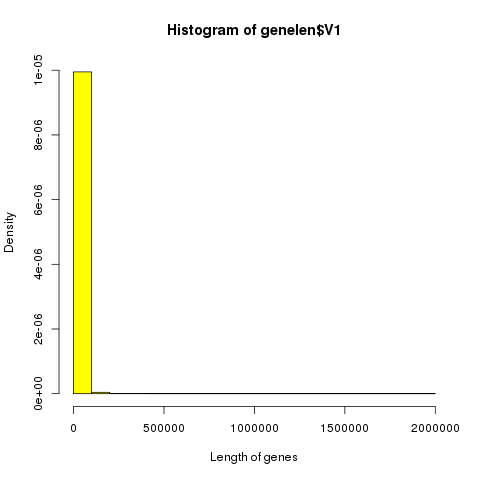 Histogram of genelen$V1
Density
1e-05
8e-06
6e-06
4e-06
2e-06
0e+00
0 500000 1000000 1500000 2000000
Length of genes